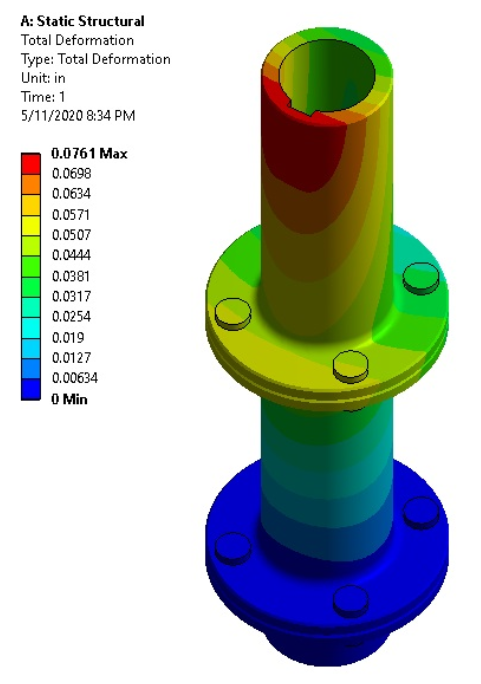 A: Static Structural
Total Deformation
Type: Total Deformation
Unit: in
Time: 1
5/11/2020 8:34 PM
0.0761 Max
0.0698
0.0634
0.0571
0.0507
0.0444
0.0381
0.0317
0.0254
0.019
0.0127
0.00634
0 Min